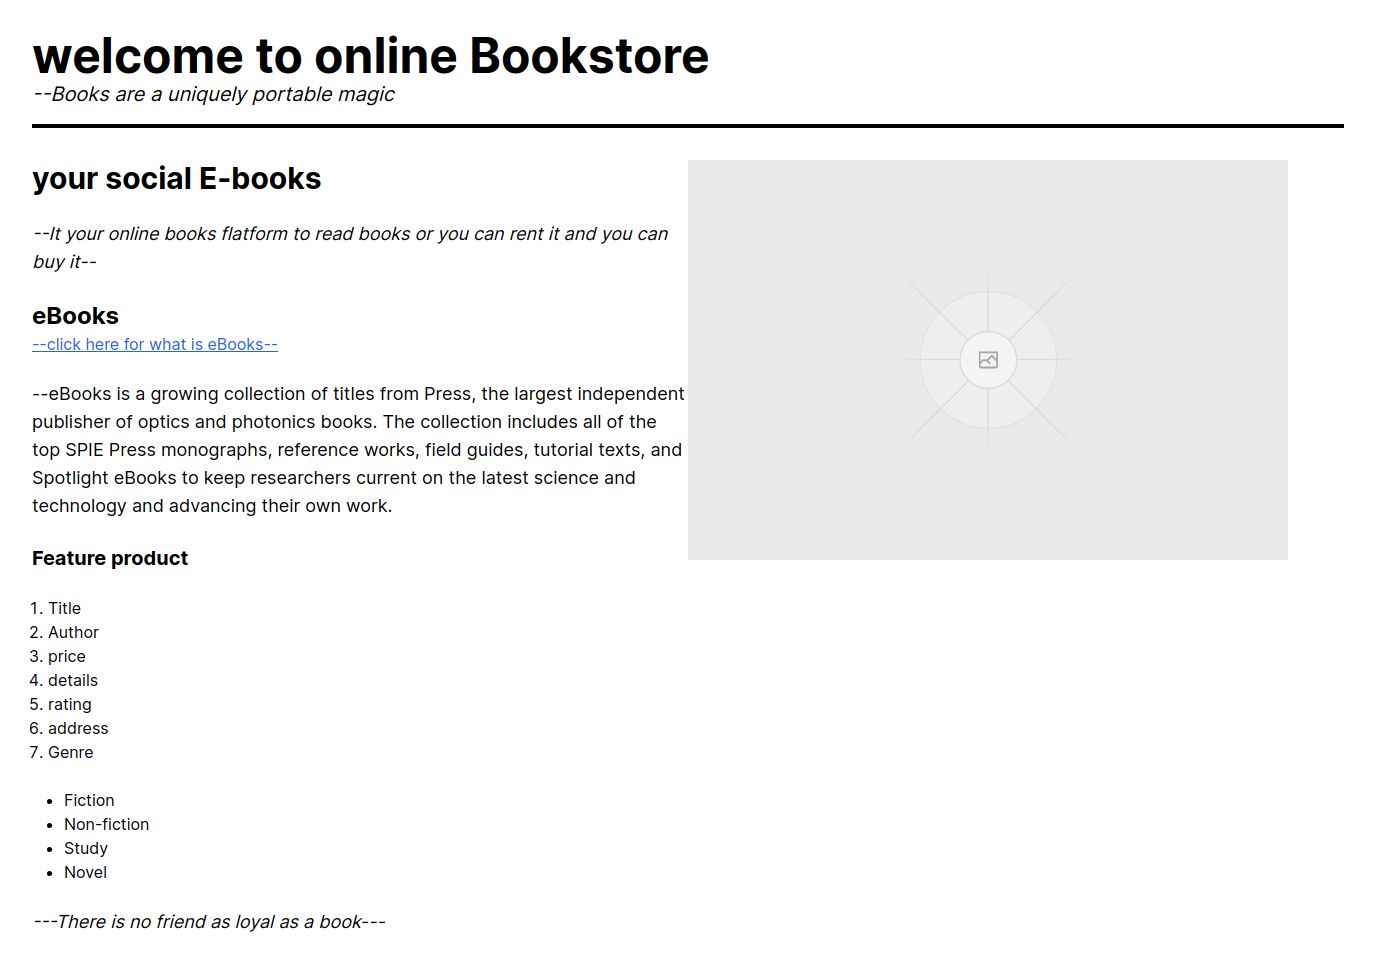 welcome to online Bookstore
--Books are a uniquely portable magic
your social E-books
--It your online books flatform to read books or you can rent it and you can
buy it--
eBooks
--click here for what is eBooks--
--eBooks is a growing collection of titles from Press, the largest independent
publisher of optics and photonics books. The collection includes all of the
top SPIE Press monographs, reference works, field guides, tutorial texts, and
Spotlight eBooks to keep researchers current on the latest science and
technology and advancing their own work.
Feature product
1. Title
2. Author
3. price
4. details
5. rating
6. address
7. Genre
• Fiction
• Non-fiction
• Study
• Novel
---There is no friend as loyal as a book---